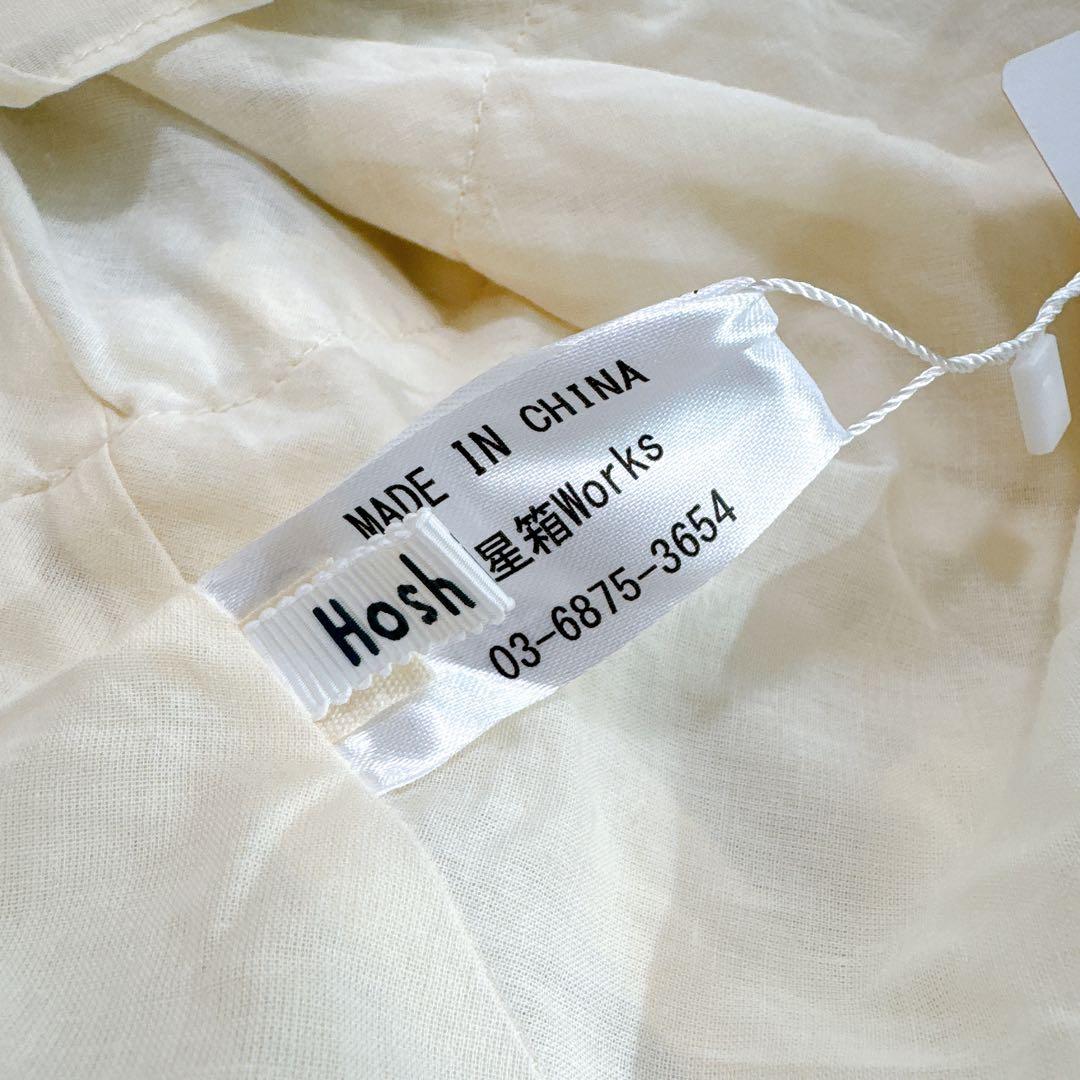 MADE IN CHINA
星箱Works
03-6875-3654
Hosh